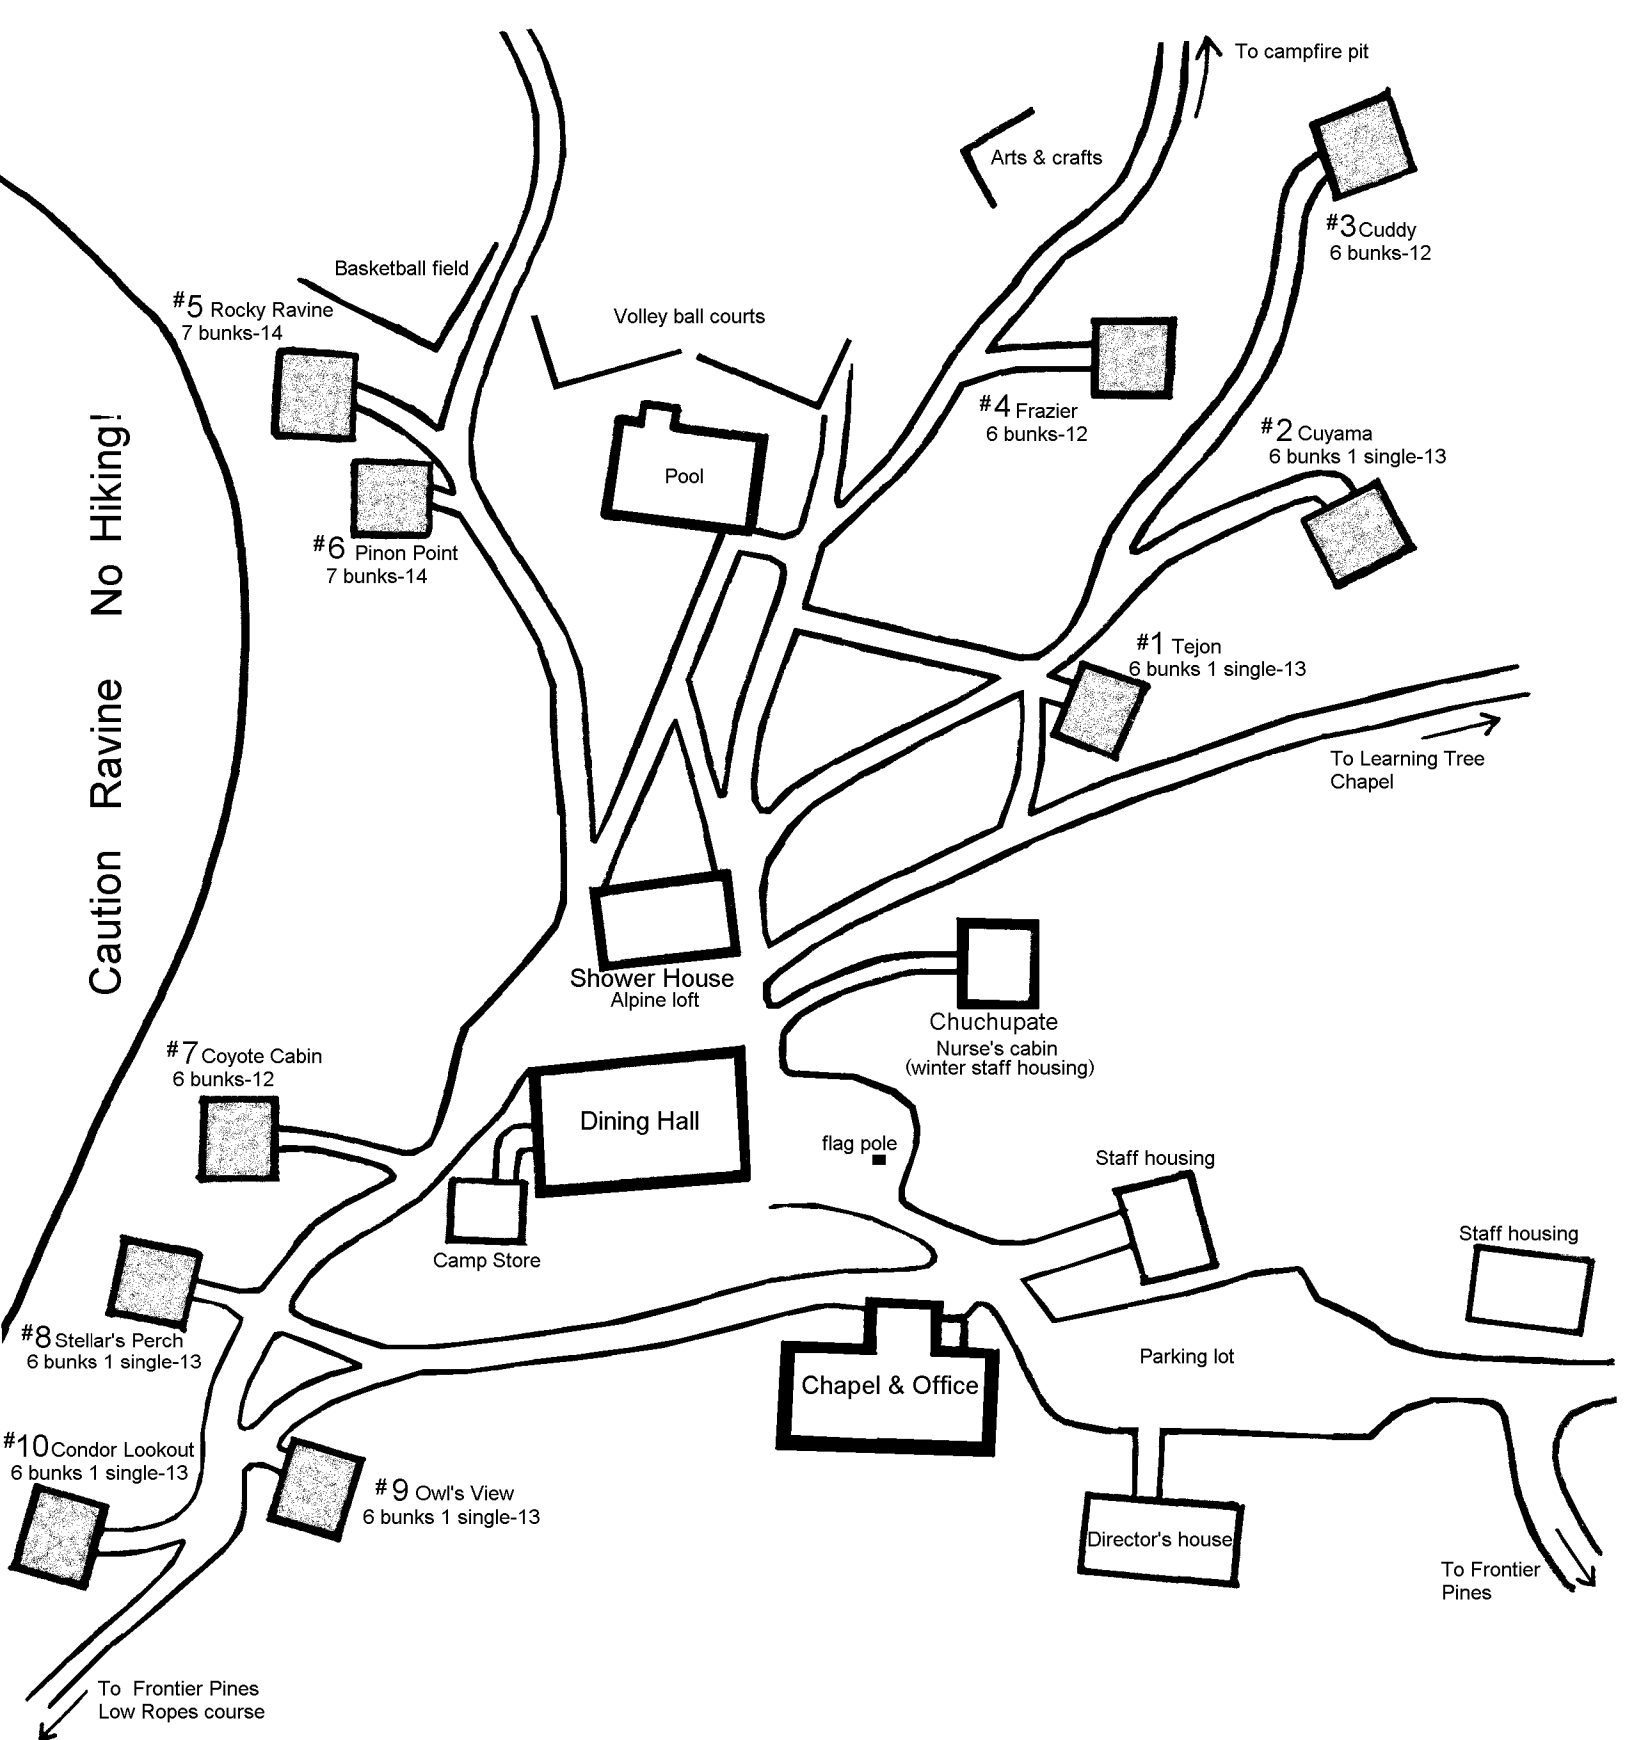 To campfire pit
Arts & crafts
#3 Cuddy
6 bunks-12
Basketball field
#5 Rocky Ravine
7 bunks-14
Volley ball courts
#4 Frazier
6 bunks-12
#2 Cuyama
6 bunks 1 single-13
Pool
#6 Pinon Point
7 bunks-14
#1 Tejon
6 bunks 1 single-13
To Learning Tree
Chapel
Caution Ravine No Hiking!
Shower House
Alpine loft
Chuchupate
Nurse's cabin
(winter staff housing)
#7 Coyote Cabin
6 bunks-12
Dining Hall
flag pole
Staff housing
Staff housing
Camp Store
#8 Stellar's Perch
6 bunks 1 single-13
Parking lot
Chapel & Office
#10 Condor Lookout
6 bunks 1 single-13
#9 Owl's View
6 bunks 1 single-13
Director's house
To Frontier
Pines
To Frontier Pines
Low Ropes course